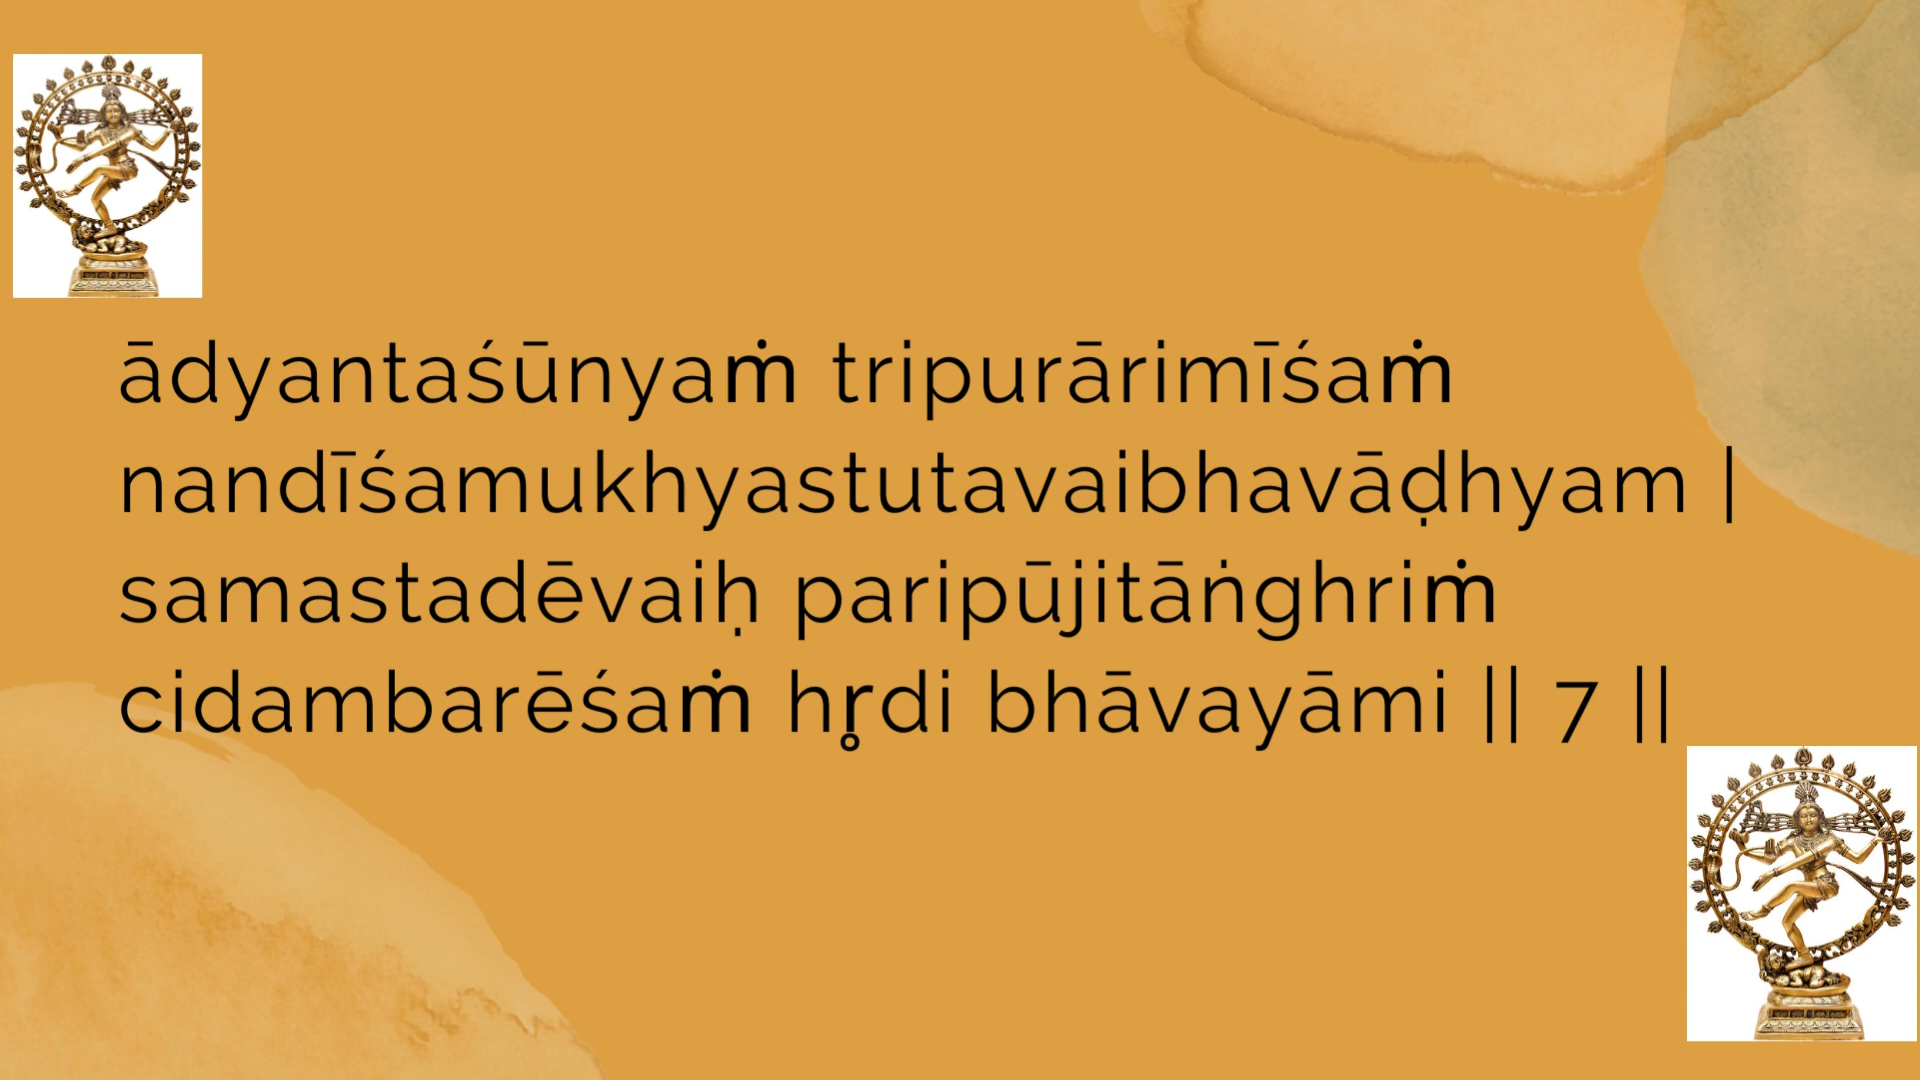 ādyantaśūnyaṁ tripurārimīśaṁ
nandīśamukhyastutavaibhavāḍhyam |
samastadēvaiḥ paripūjitāṅghriṁ
cidambarēśaṁ hr̥di bhāvayāmi || 7 ||